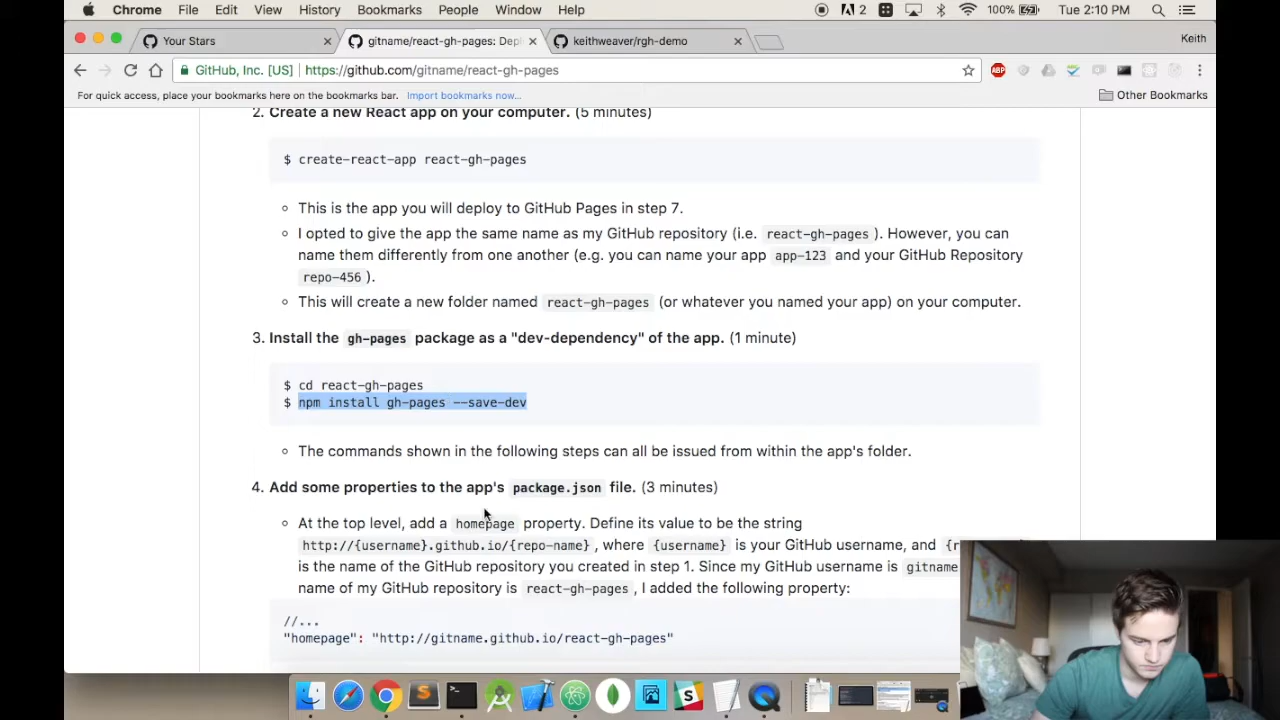 Chrome File Edit View History Bookmarks People Window Help 2 100% Tue 2:10 PM
Your Stars gitname/react-gh-pages: Dep keithweaver/rgh-demo Keith
GitHub, Inc. [US] https://github.com/gitname/react-gh-pages ABP
For quick access, place your bookmarks here on the bookmarks bar. Import bookmarks now... Other Bookmarks
2. Create a new React app on your computer. (5 minutes)
$ create-react-app react-gh-pages
This is the app you will deploy to GitHub Pages in step 7.
I opted to give the app the same name as my GitHub repository (i.e. react-gh-pages ). However, you can
name them differently from one another (e.g. you can name your app app-123 and your GitHub Repository
repo-456 ).
This will create a new folder named react-gh-pages (or whatever you named your app) on your computer.
3. Install the gh-pages package as a "dev-dependency" of the app. (1 minute)
$ cd react-gh-pages
$ npm install gh-pages --save-dev
The commands shown in the following steps can all be issued from within the app's folder.
4. Add some properties to the app's package.json file. (3 minutes)
At the top level, add a homepage property. Define its value to be the string
http://{username}.github.io/{repo-name} , where {username} is your GitHub username, and
is the name of the GitHub repository you created in step 1. Since my GitHub username is gitname
name of my GitHub repository is react-gh-pages , I added the following property:
//...
"homepage": "http://gitname.github.io/react-gh-pages"